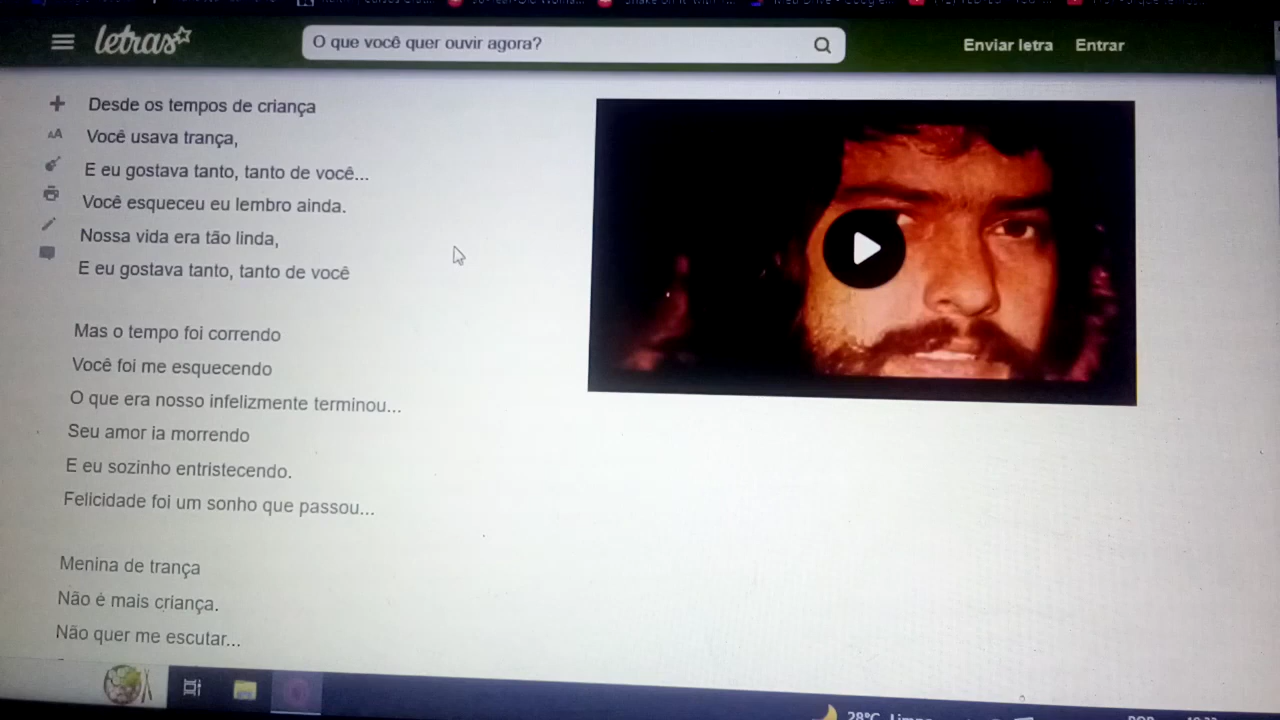 letras
O que você quer ouvir agora?
Enviar letra
Entrar
Desde os tempos de criança
Você usava trança,
E eu gostava tanto, tanto de você...
Você esqueceu eu lembro ainda.
Nossa vida era tão linda,
E eu gostava tanto, tanto de você
Mas o tempo foi correndo
Você foi me esquecendo
O que era nosso infelizmente terminou...
Seu amor ia morrendo
E eu sozinho entristecendo.
Felicidade foi um sonho que passou...
Menina de trança
Não é mais criança.
Não quer me escutar...
28°C